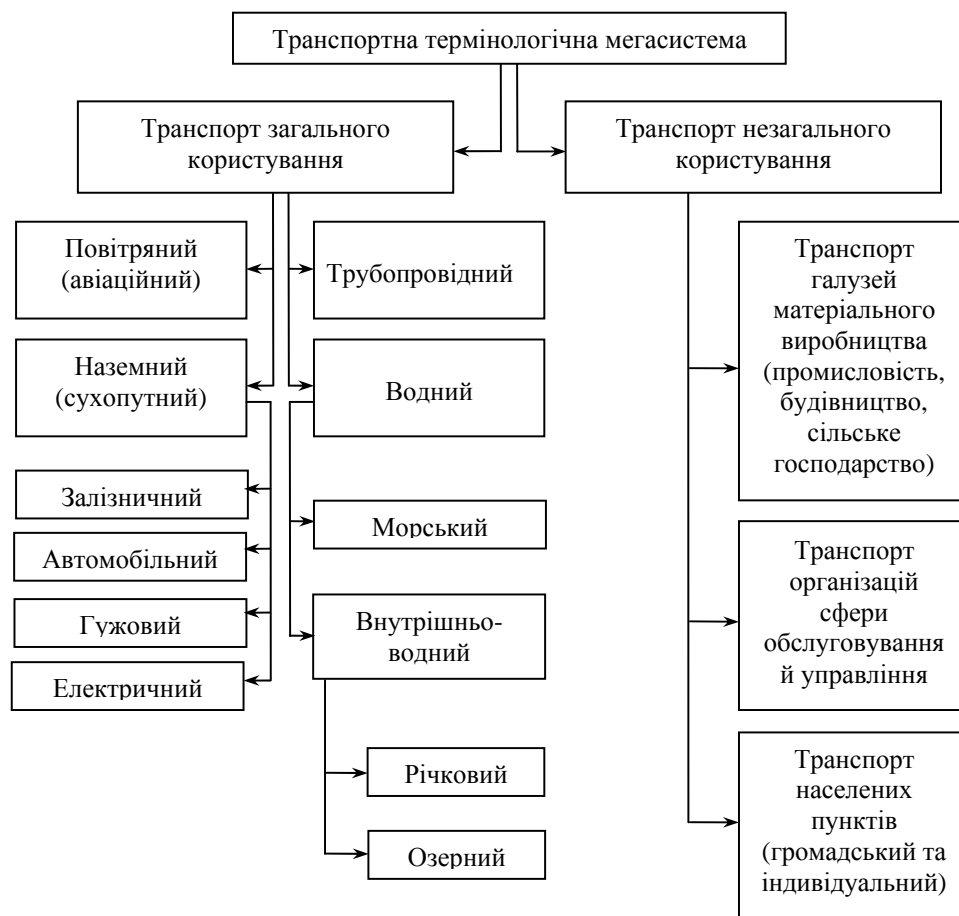 Транспортна термінологічна мегасистема
Транспорт загального
користування
Транспорт незагального
користування
Повітряний
(авіаційний)
Трубопровідний
Наземний
(сухопутний)
Водний
Залізничний
Автомобільний
Гужовий
Електричний
Морський
Внутрішньо-
водний
Річковий
Озерний
Транспорт
галузей
матеріального
виробництва
(промисловість,
будівництво,
сільське
господарство)
Транспорт
організацій
сфери
обслуговування
й управління
Транспорт
населених
пунктів
(громадський та
індивідуальний)